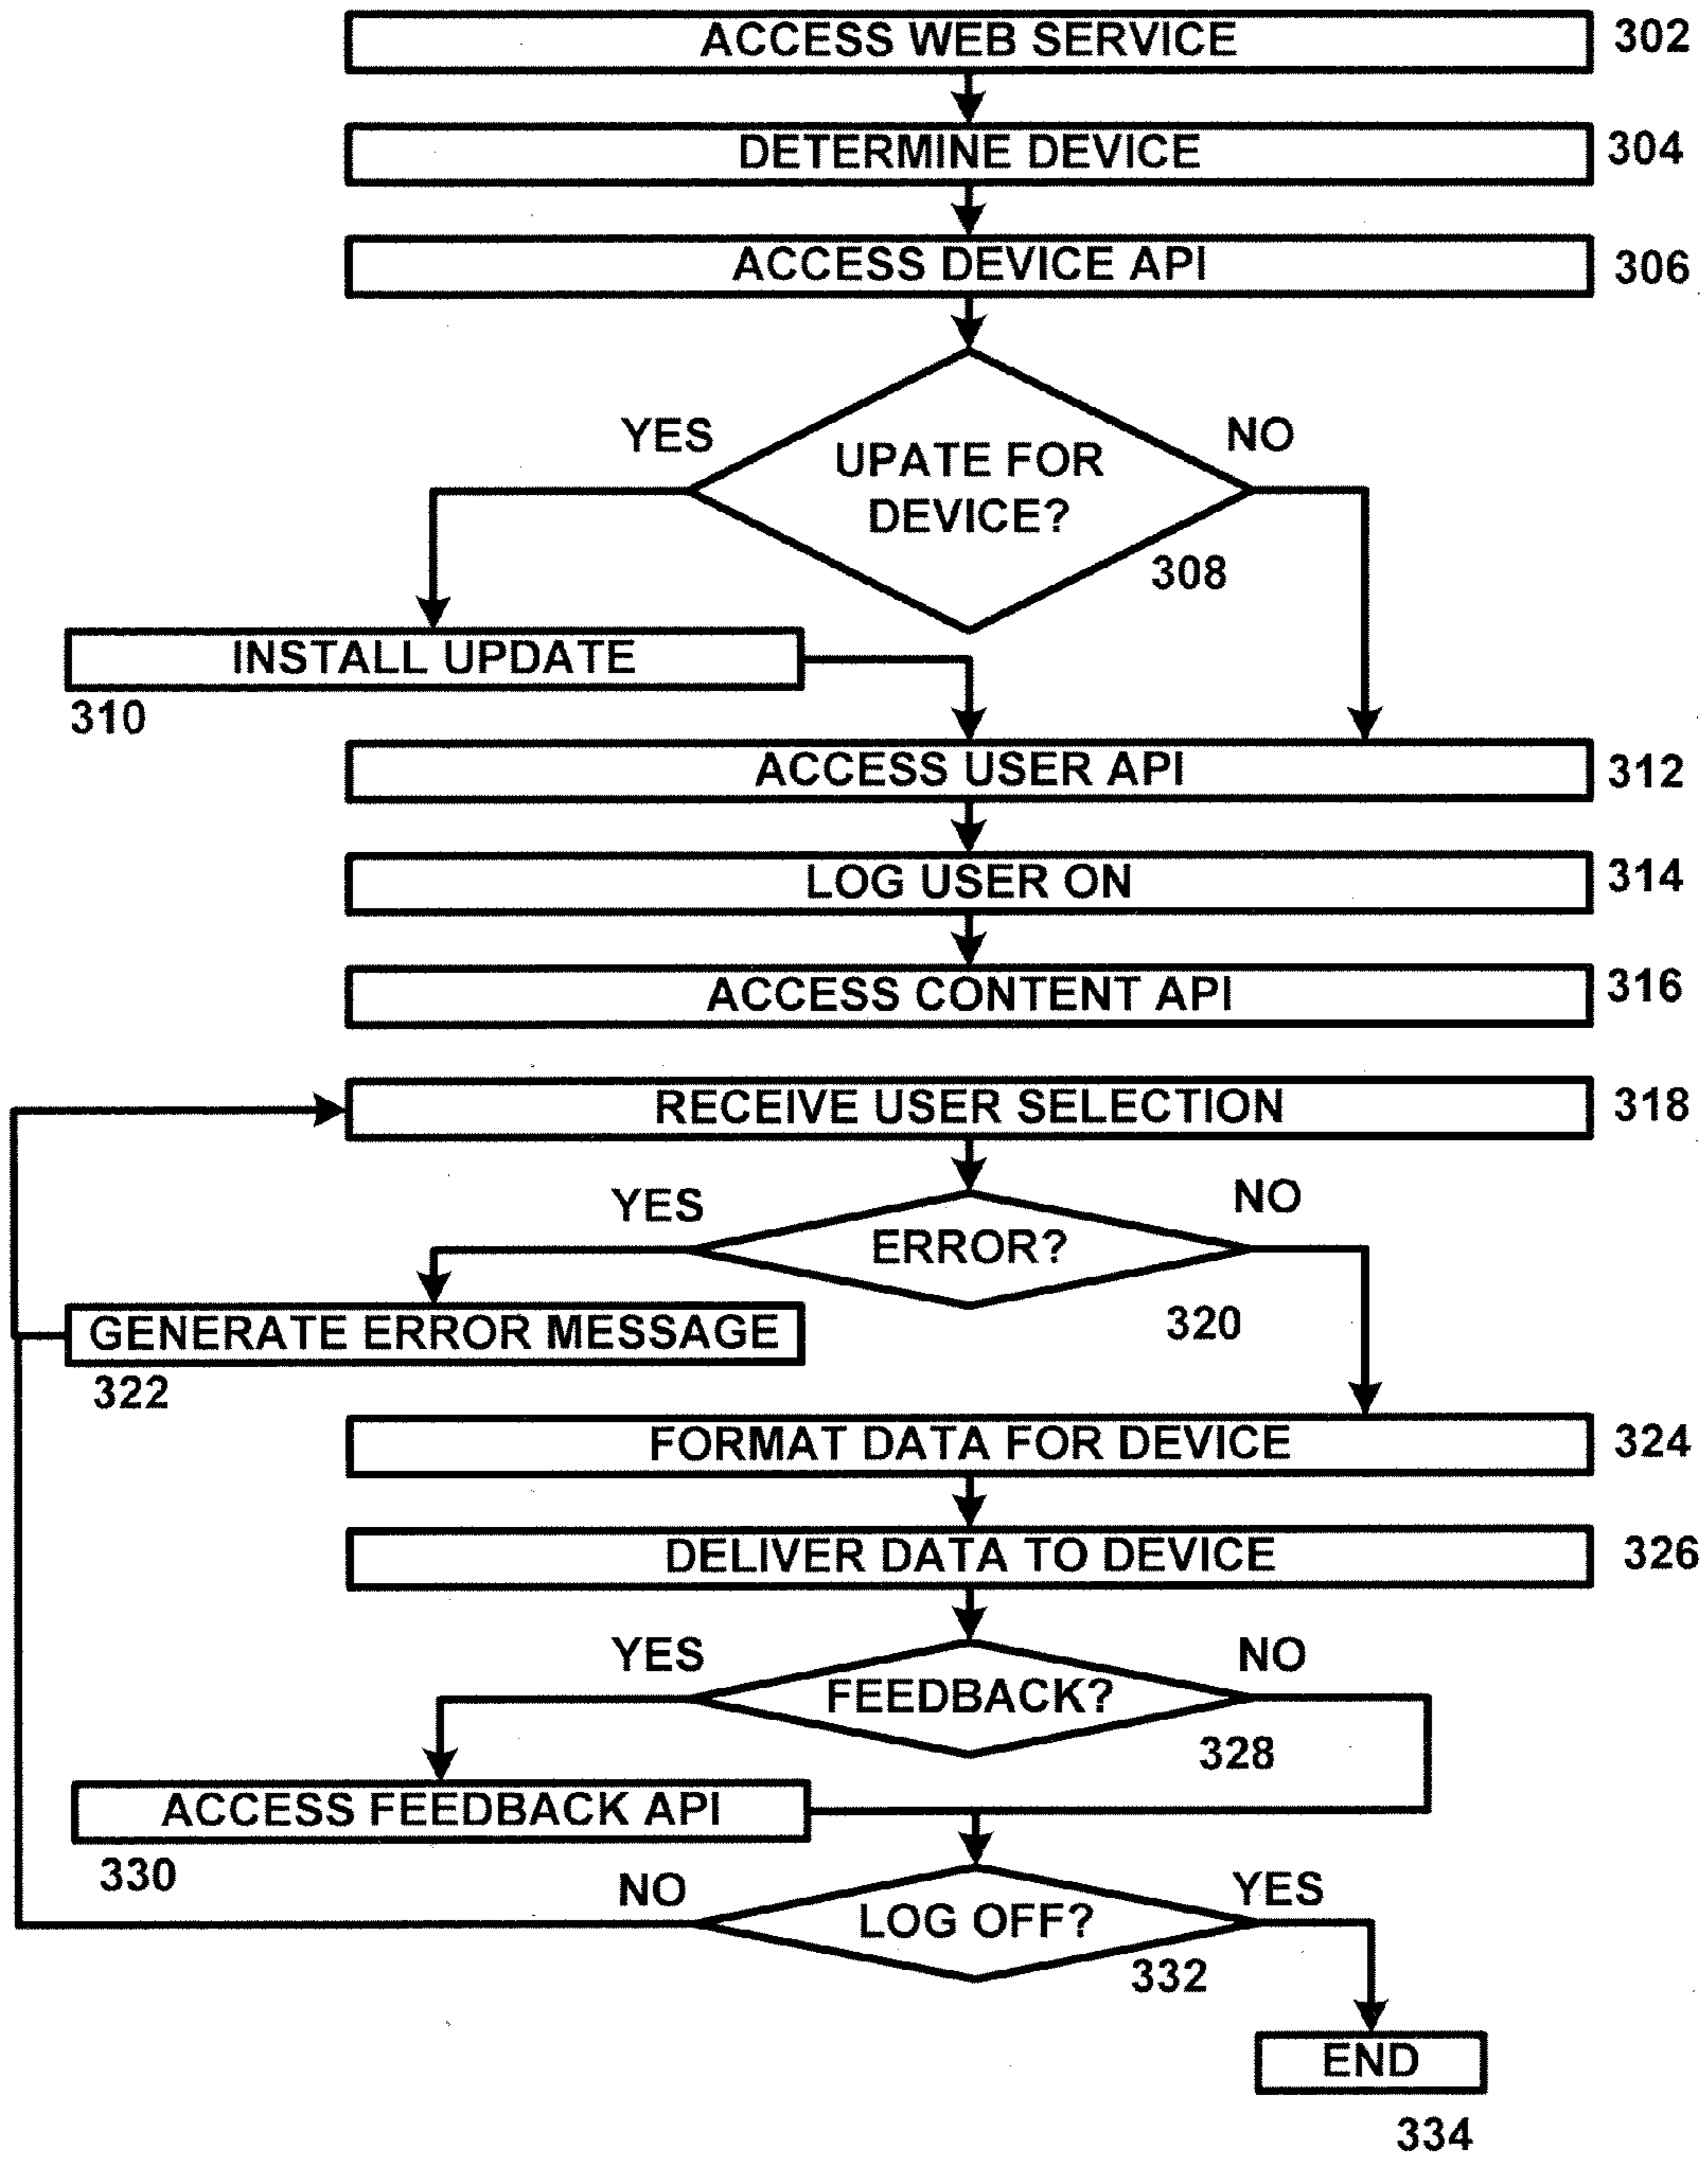 ACCESS WEB SERVICE
302
DETERMINE DEVICE
304
ACCESS DEVICE API
306
YES
NO
UPATE FOR
DEVICE?
308
INSTALL UPDATE
310
ACCESS USER API
312
LOG USER ON
314
ACCESS CONTENT API
316
RECEIVE USER SELECTION
318
YES
NO
ERROR?
320
GENERATE ERROR MESSAGE
322
FORMAT DATA FOR DEVICE
324
DELIVER DATA TO DEVICE
326
YES
NO
FEEDBACK?
328
ACCESS FEEDBACK API
330
NO
YES
LOG OFF?
332
END
334